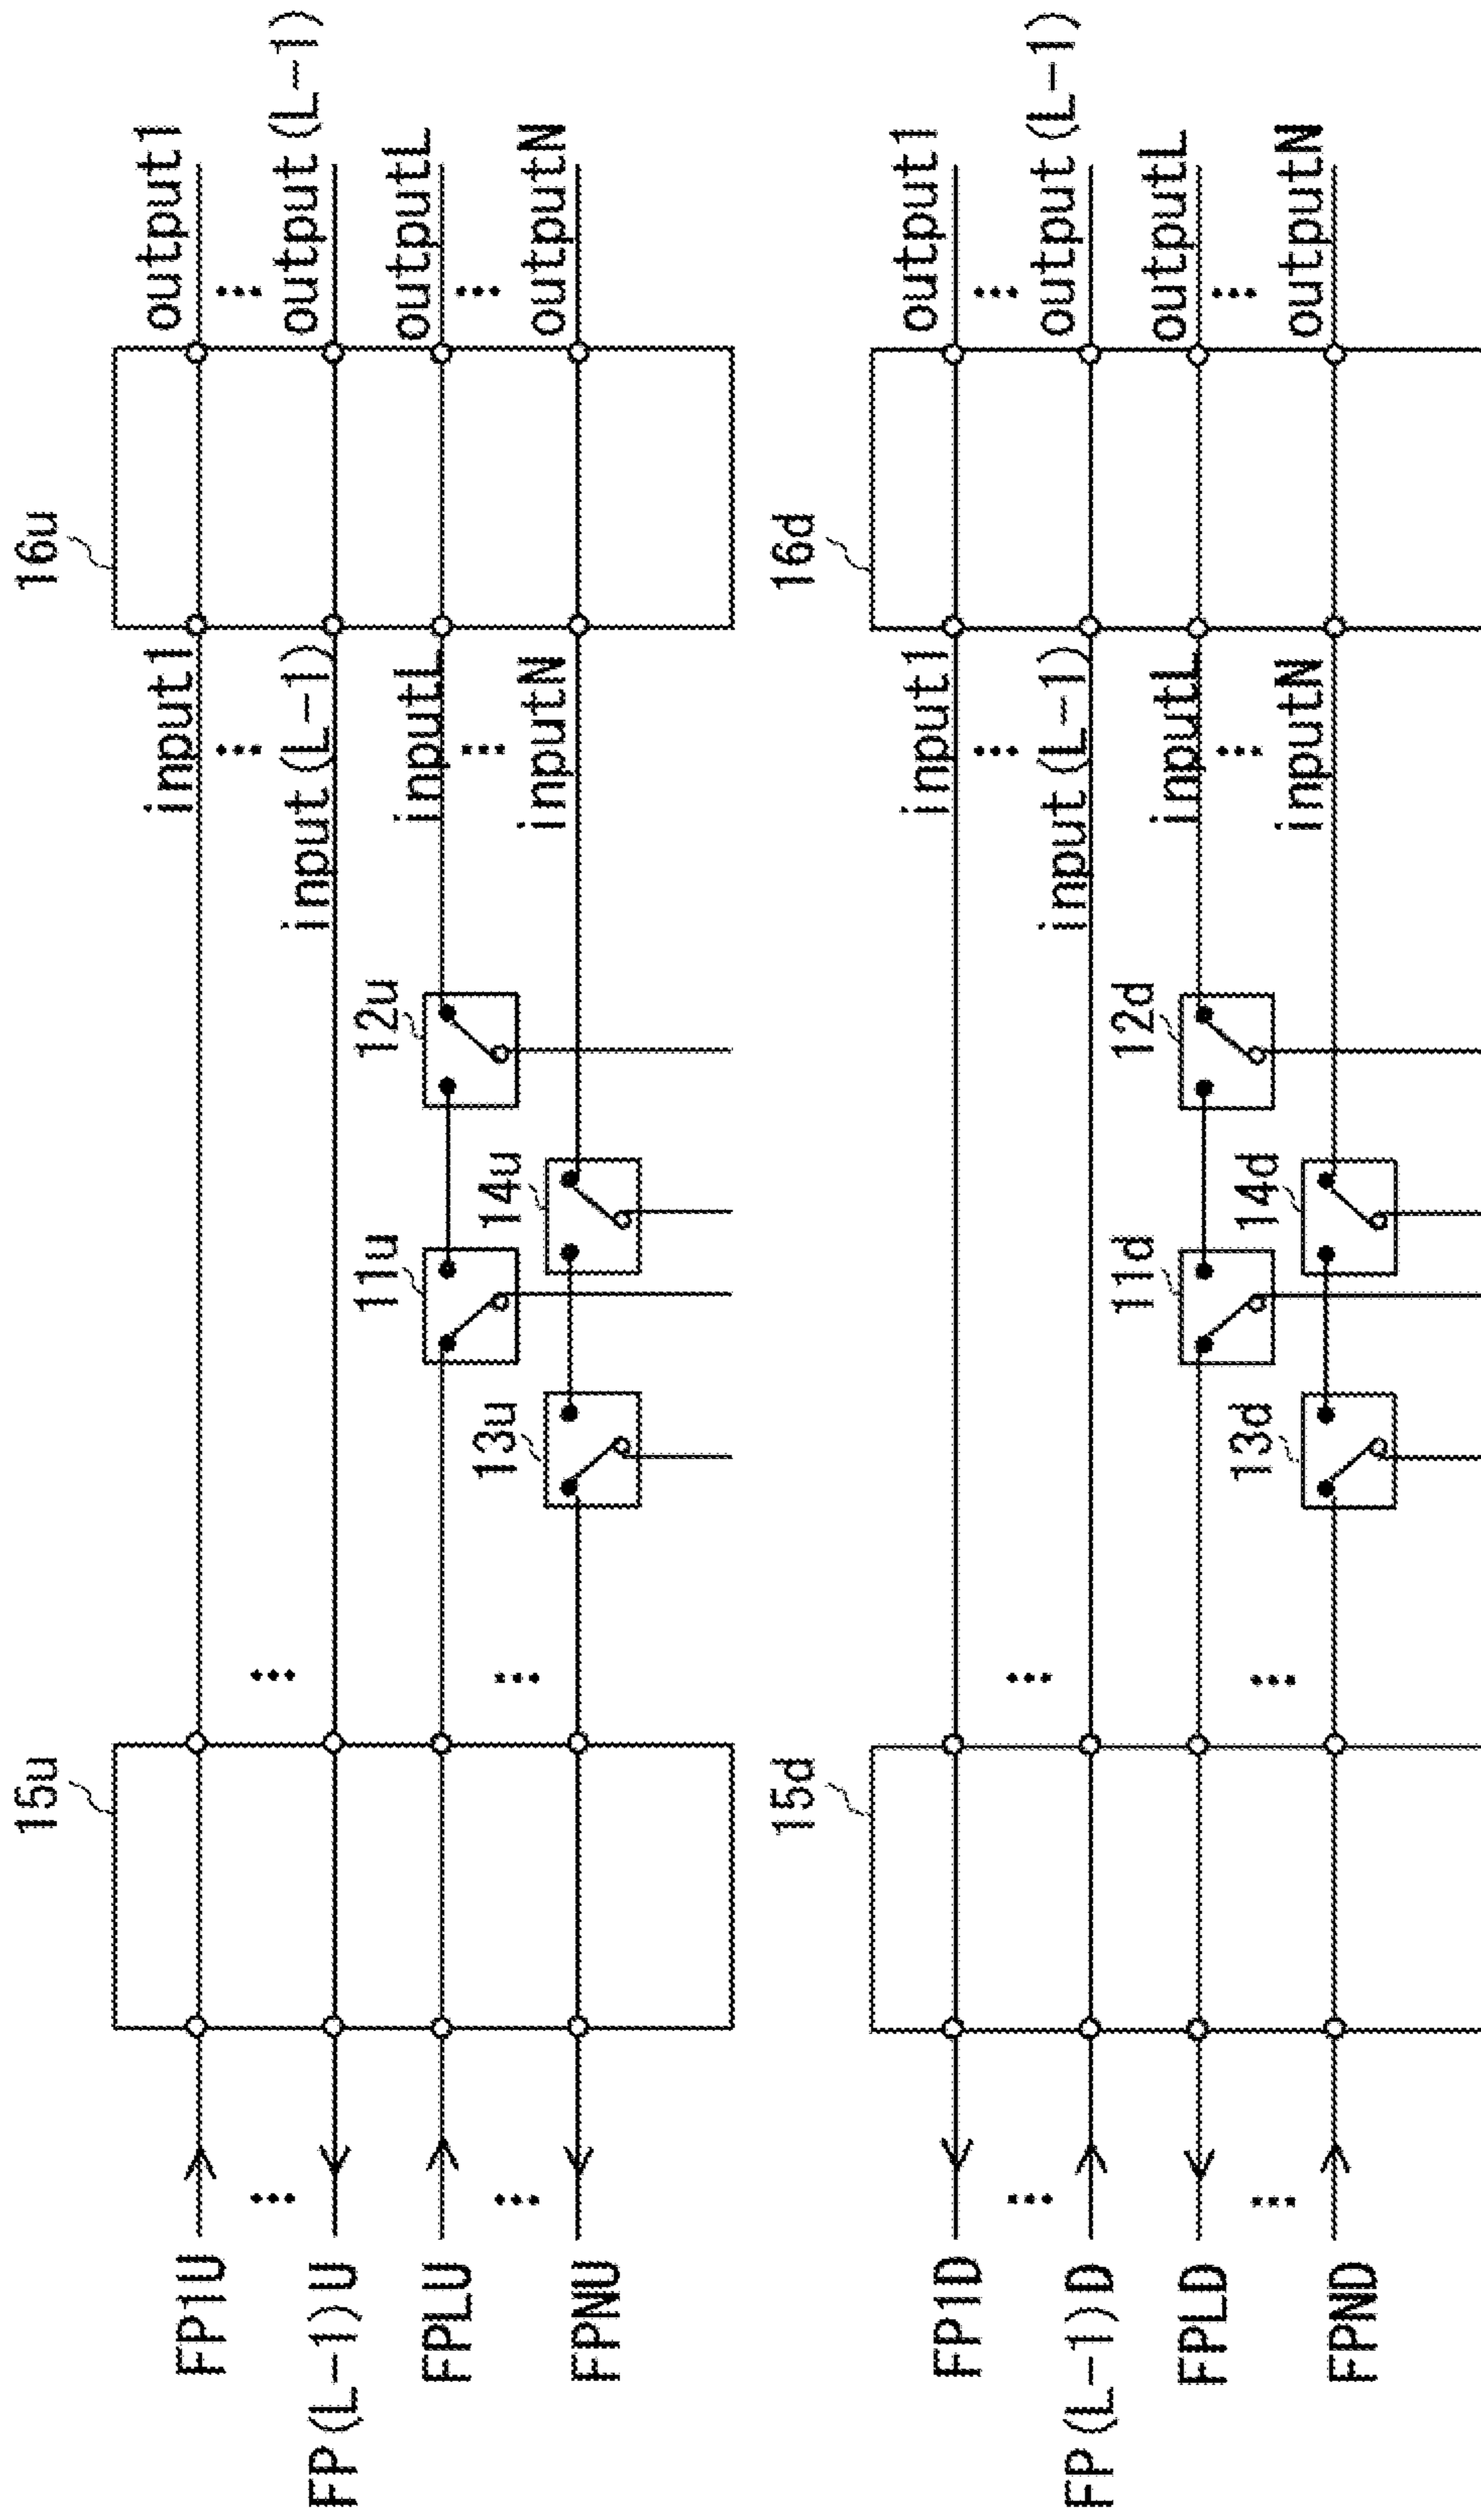 15u
16u
FP1U
input1
output1
FP(L-1)U
input(L-1)
output(L-1)
11u
12u
FPLU
inputL
outputL
13u
14u
FPNU
inputN
outputN
15d
16d
FP1D
input1
output1
FP(L-1)D
input(L-1)
output(L-1)
11d
12d
FPLD
inputL
outputL
13d
14d
FPND
inputN
outputN